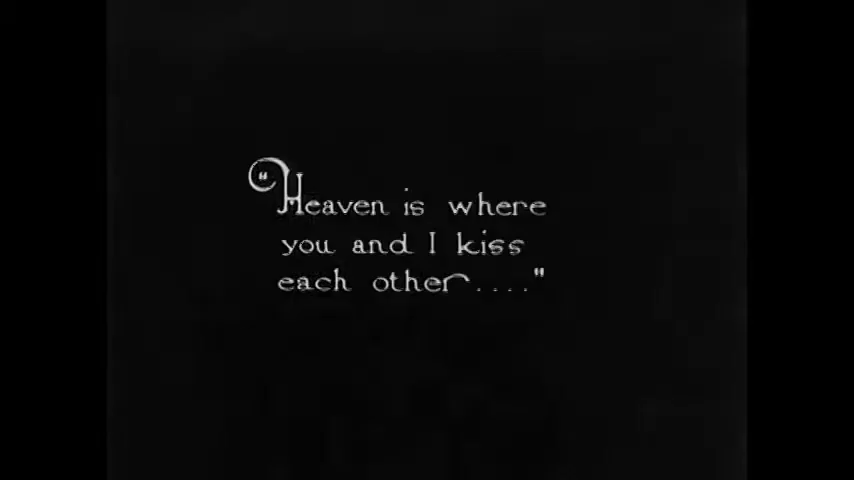 "Heaven is where
you and I kiss
each other...."